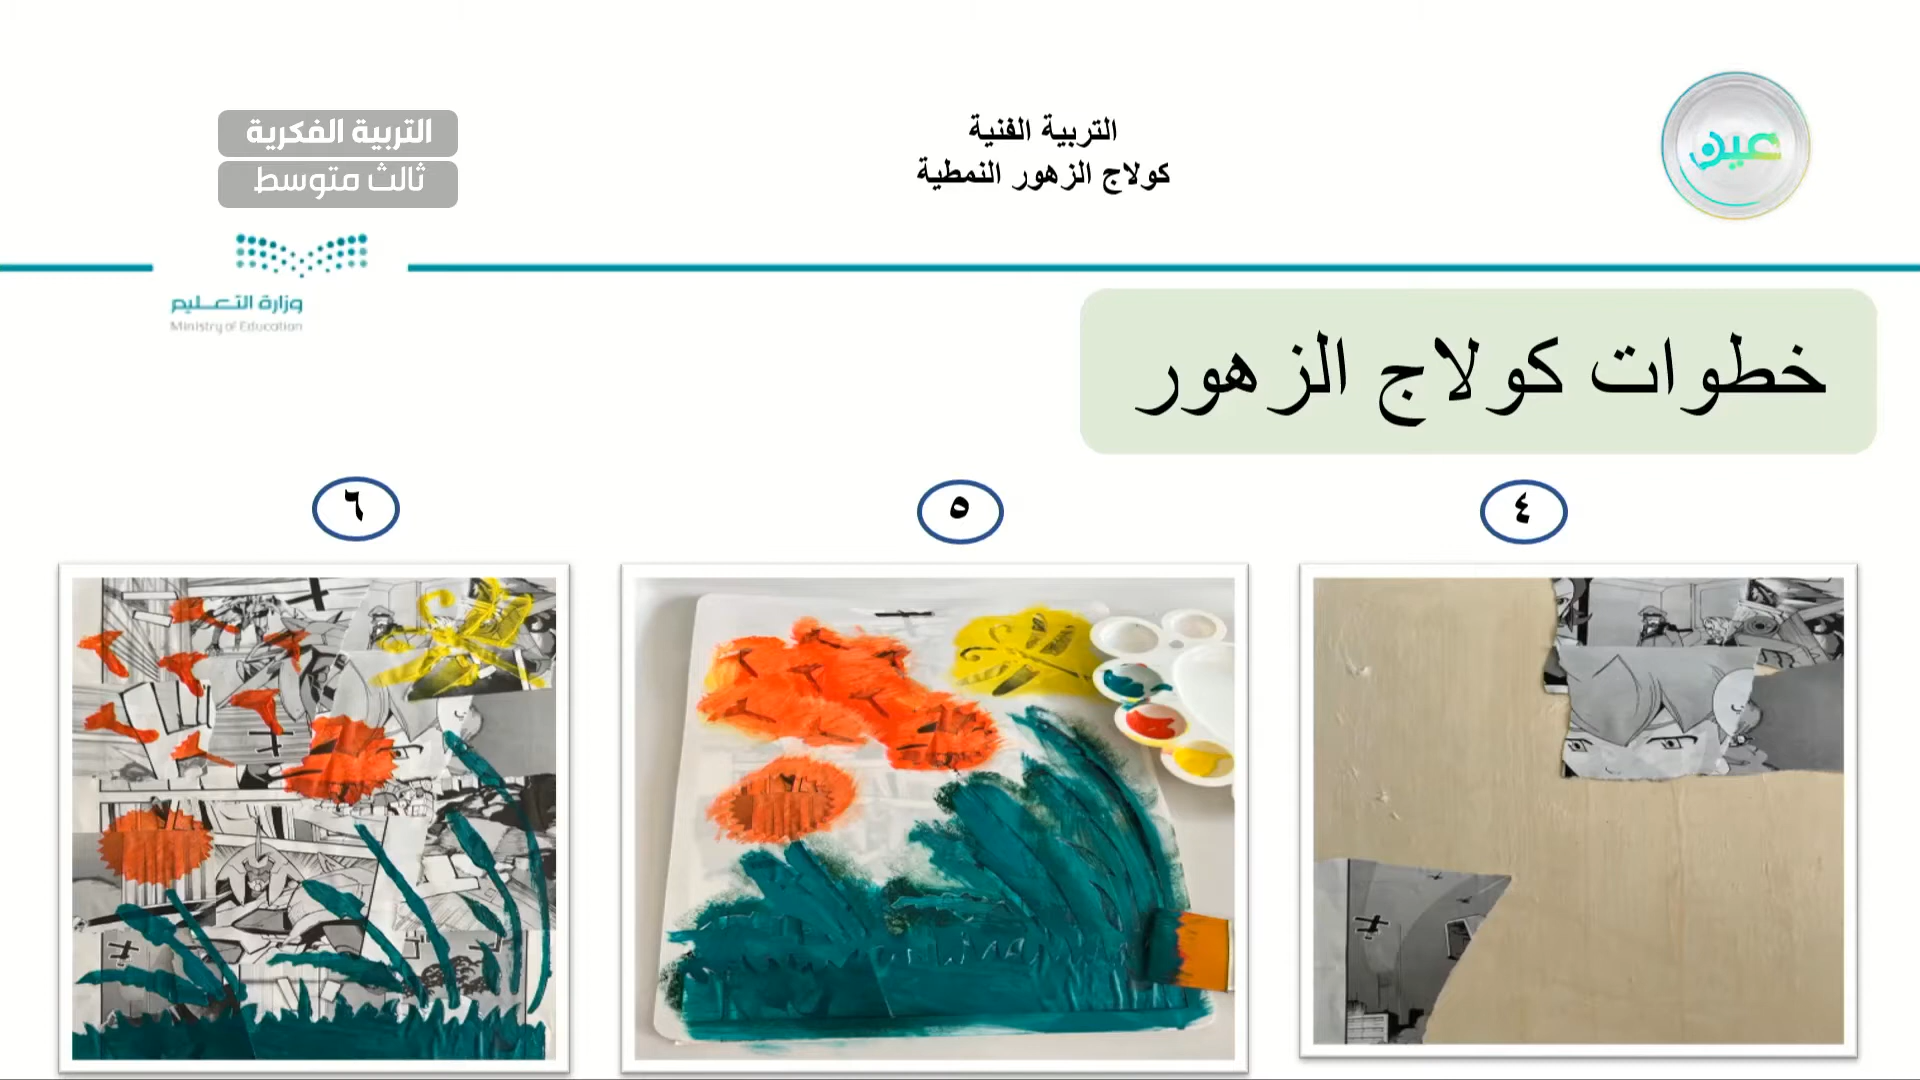 التربية الفكرية
ثالث متوسط
التربية الفنية
كولاج الزهور النمطية
عين
وزارة التعليم
Ministry of Education
خطوات كولاج الزهور
٤
٥
٦